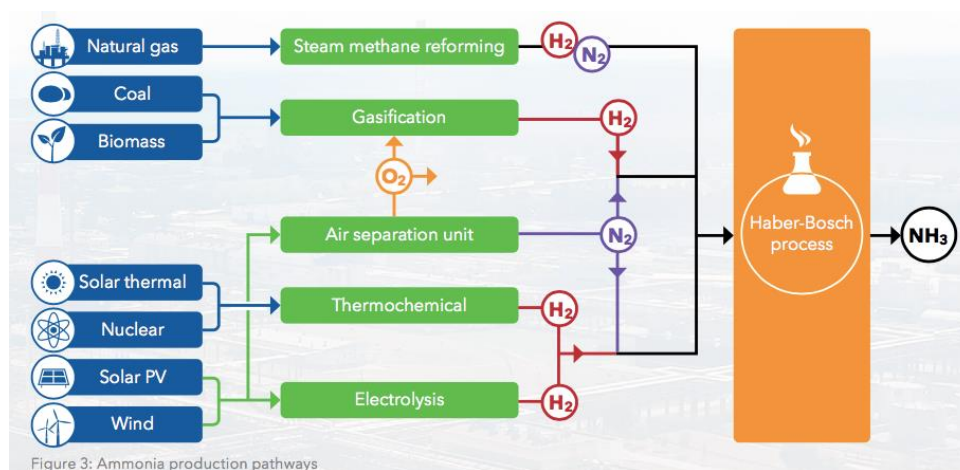 Natural gas
Steam methane reforming
H₂
N₂
Coal
Gasification
H₂
Biomass
O₂
Air separation unit
N₂
Haber-Bosch
process
NH₃
Solar thermal
Thermochemical
H₂
Nuclear
Solar PV
Electrolysis
H₂
Wind
Figure 3: Ammonia production pathways